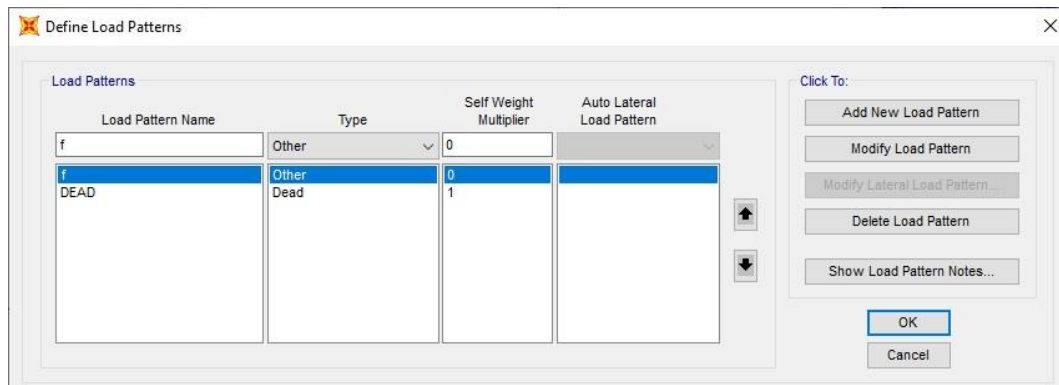 Define Load Patterns
Load Patterns
Load Pattern Name Type Self Weight Multiplier Auto Lateral Load Pattern
f Other 0
f Other 0
DEAD Dead 1
Click To:
Add New Load Pattern
Modify Load Pattern
Modify Lateral Load Pattern...
Delete Load Pattern
Show Load Pattern Notes...
OK
Cancel